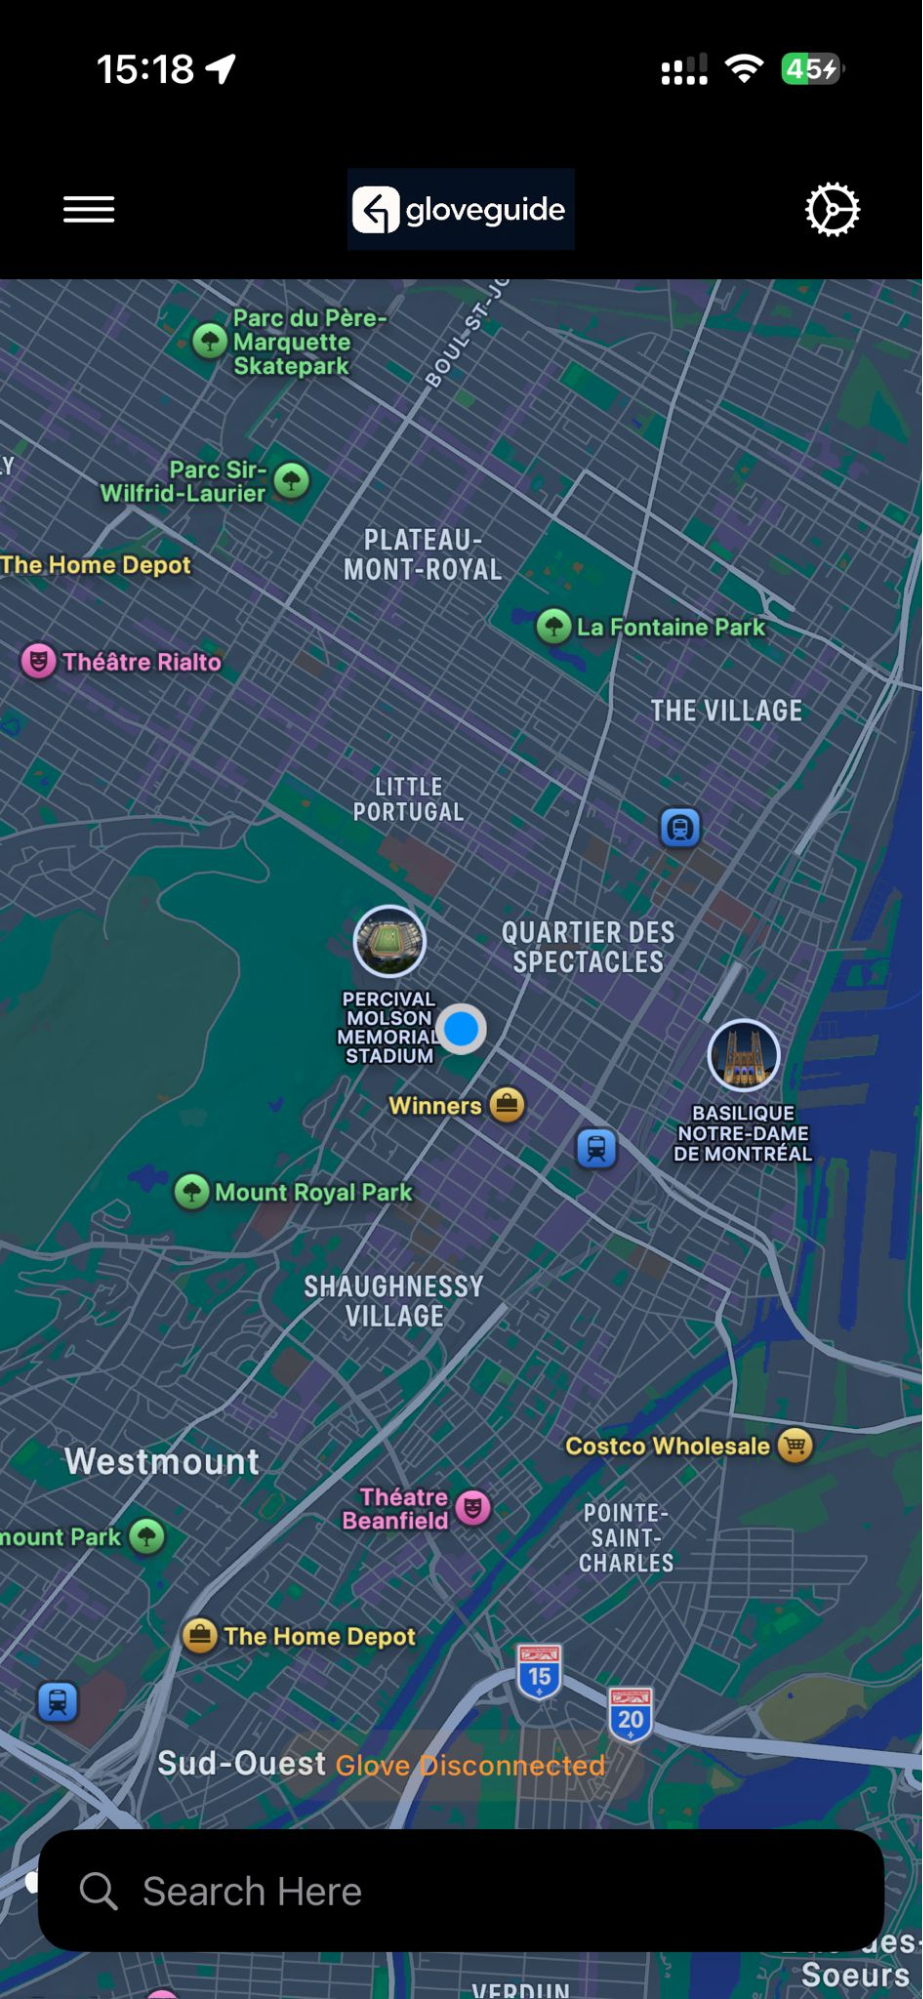 15:18
45
gloveguide
Parc du Père-
Marquette
Skatepark
BOUL ST-JO
Parc Sir-
Wilfrid-Laurier
PLATEAU-
MONT-ROYAL
The Home Depot
La Fontaine Park
Théâtre Rialto
THE VILLAGE
LITTLE
PORTUGAL
QUARTIER DES
SPECTACLES
PERCIVAL
MOLSON
MEMORIAL
STADIUM
Winners
BASILIQUE
NOTRE-DAME
DE MONTRÉAL
Mount Royal Park
SHAUGHNESSY
VILLAGE
Costco Wholesale
Westmount
Théatre
Beanfield
POINTE-
SAINT-
CHARLES
mount Park
The Home Depot
15
20
Sud-Ouest
Glove Disconnected
Search Here
des-
Soeurs
VERDUN